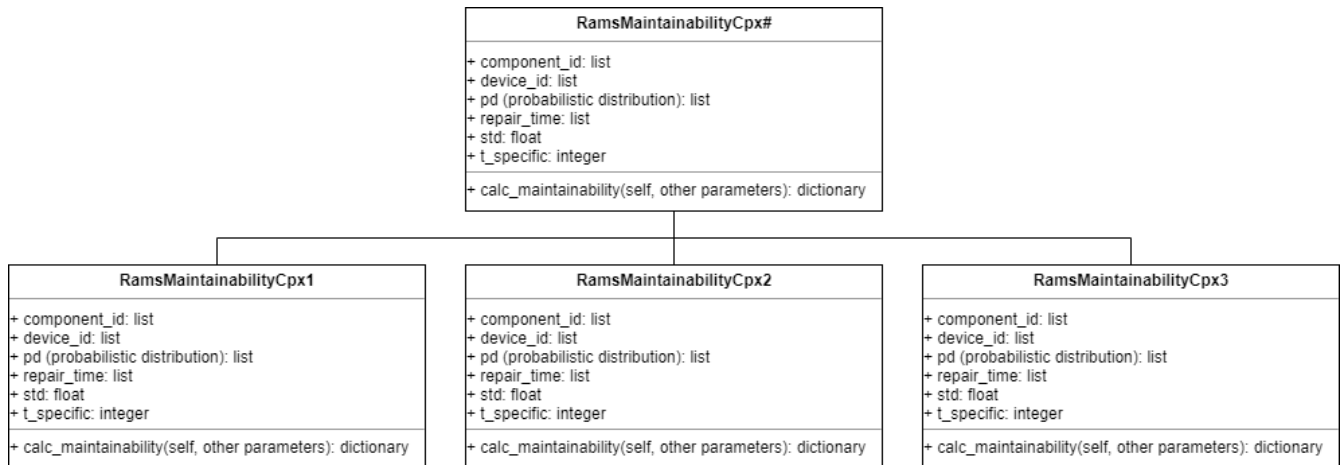 RamsMaintainabilityCpx#
+ component_id: list
+ device_id: list
+ pd (probabilistic distribution): list
+ repair_time: list
+ std: float
+ t_specific: integer
+ calc_maintainability(self, other parameters): dictionary
RamsMaintainabilityCpx1
+ component_id: list
+ device_id: list
+ pd (probabilistic distribution): list
+ repair_time: list
+ std: float
+ t_specific: integer
+ calc_maintainability(self, other parameters): dictionary
RamsMaintainabilityCpx2
+ component_id: list
+ device_id: list
+ pd (probabilistic distribution): list
+ repair_time: list
+ std: float
+ t_specific: integer
+ calc_maintainability(self, other parameters): dictionary
RamsMaintainabilityCpx3
+ component_id: list
+ device_id: list
+ pd (probabilistic distribution): list
+ repair_time: list
+ std: float
+ t_specific: integer
+ calc_maintainability(self, other parameters): dictionary